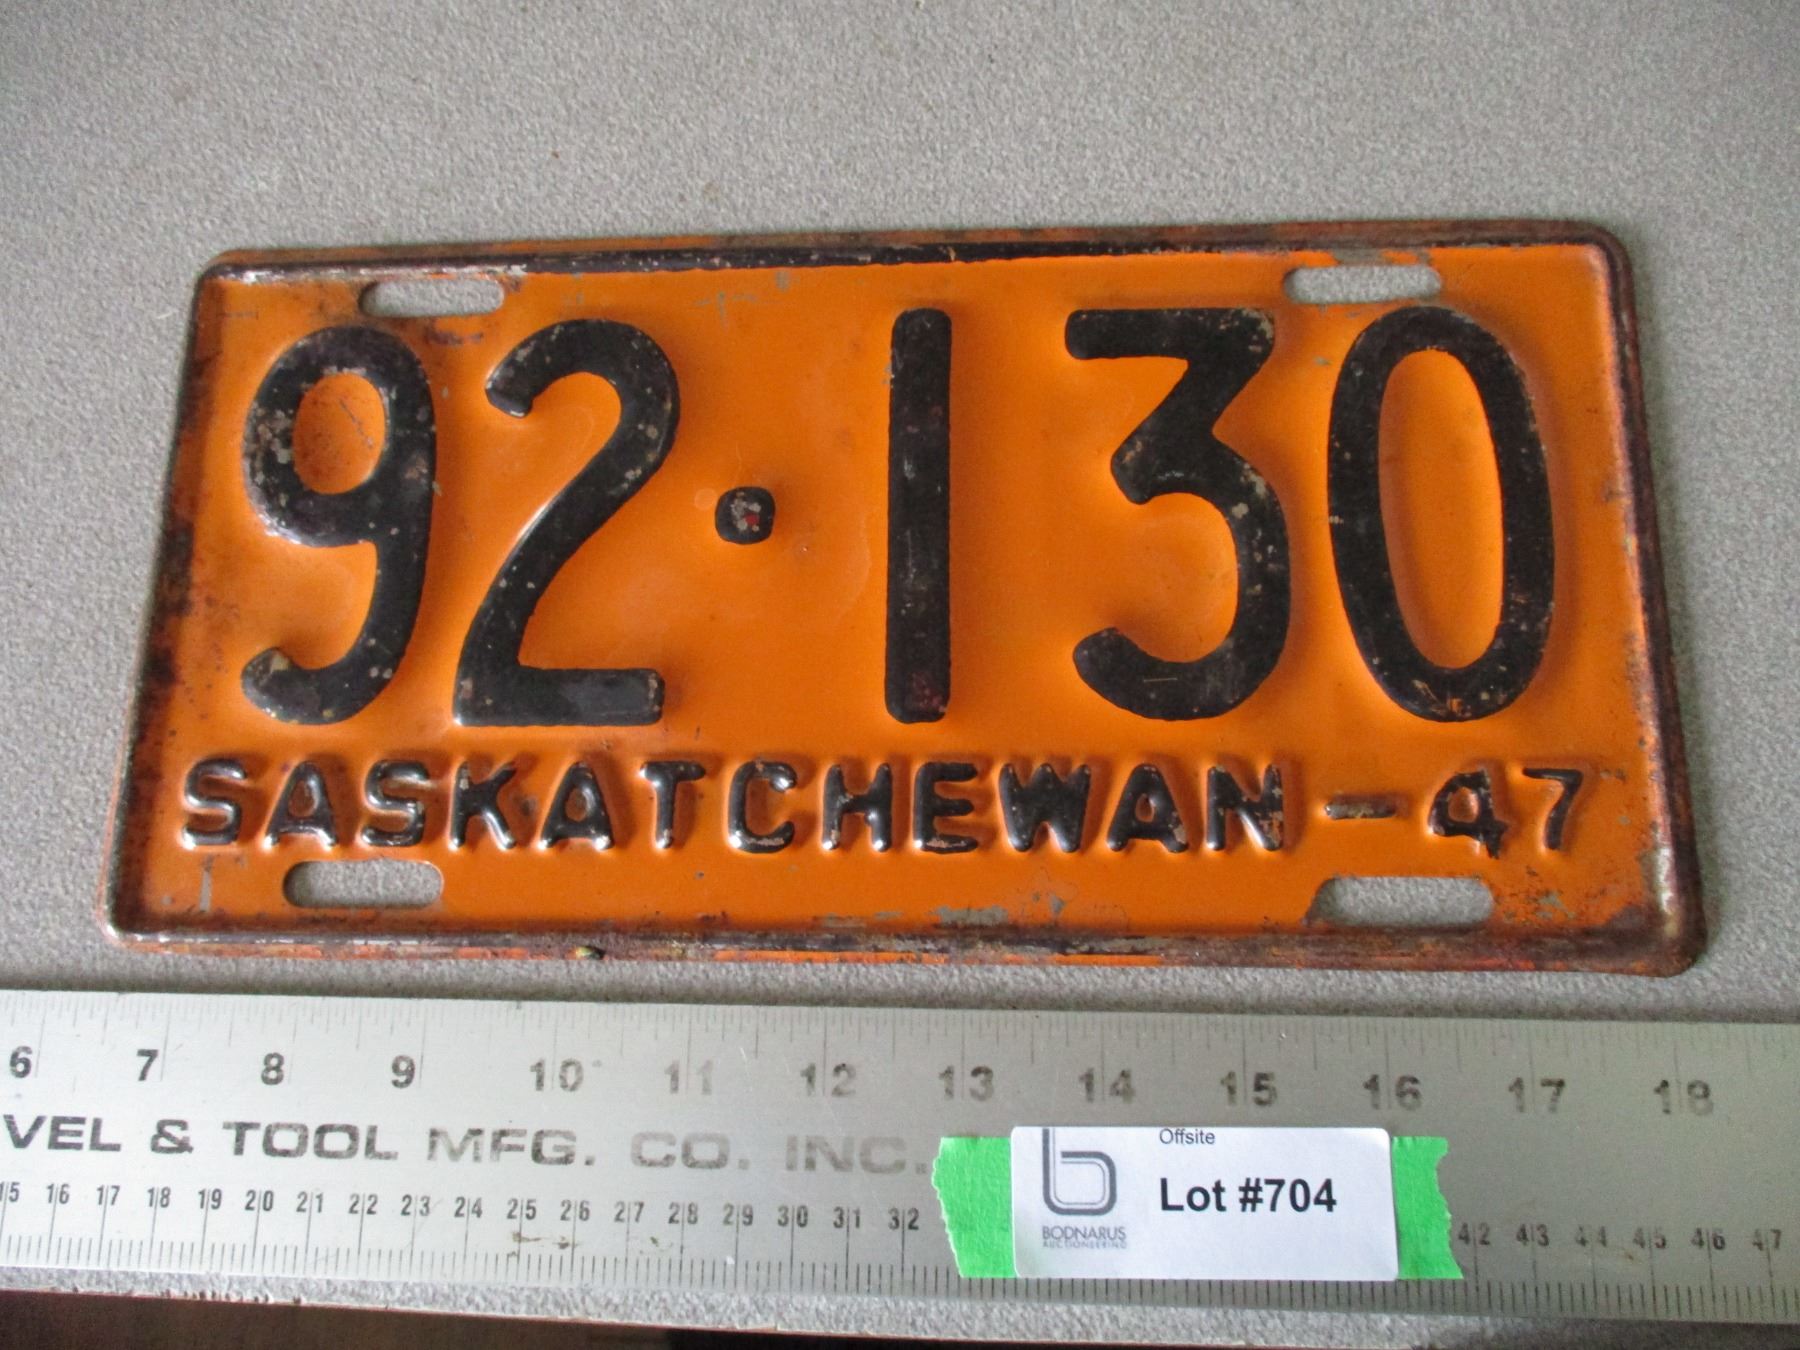 92·130
SASKATCHEWAN-47
6 7 8 9 10 11 12 13 14 15 16 17 18
VEL & TOOL MFG. CO. INC.
15 16 17 18 19 20 21 22 23 24 25 26 27 28 29 30 31 32 42 43 44 45 46 47
Offsite
Lot #704
b
BODNARUS
AUCTIONEERING